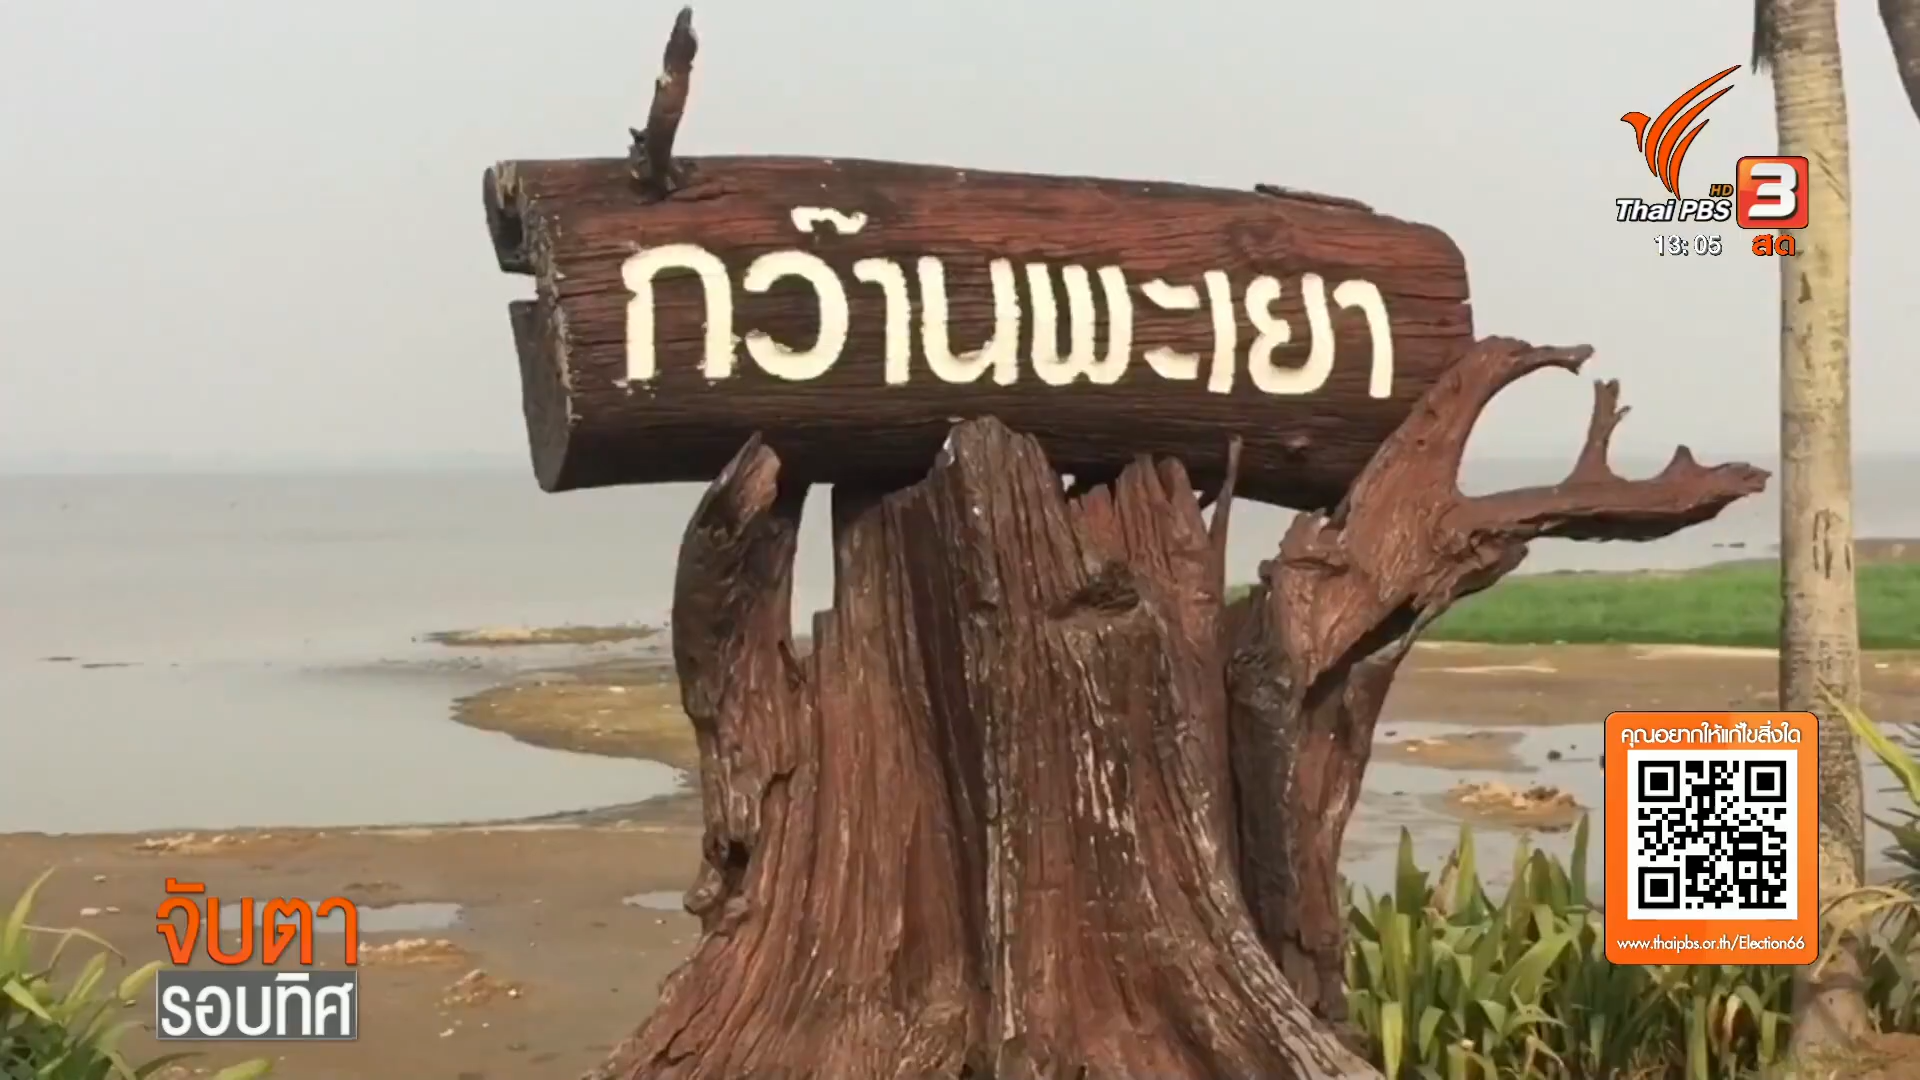 กว๊านพะเยา
Thai PBS HD 3
13:05 สด
คุณอยากให้แก้ไขสิ่งใด
www.thaipbs.or.th/Election66
จับตา
รอบทิศ